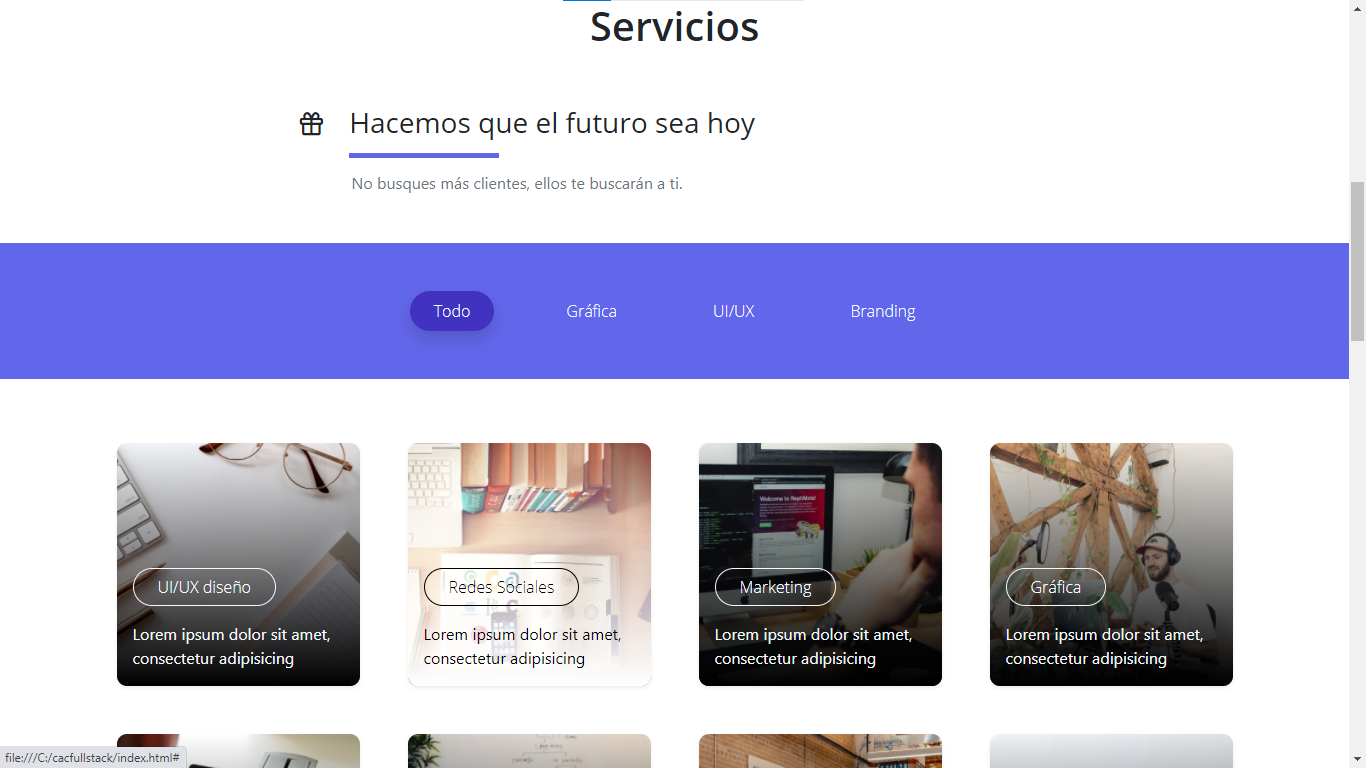 Servicios
Hacemos que el futuro sea hoy
No busques más clientes, ellos te buscarán a ti.
Todo
Gráfica
UI/UX
Branding
UI/UX diseño
Lorem ipsum dolor sit amet,
consectetur adipisicing
Redes Sociales
Lorem ipsum dolor sit amet,
consectetur adipisicing
Welcome to ReptiMate!
Marketing
Lorem ipsum dolor sit amet,
consectetur adipisicing
Gráfica
Lorem ipsum dolor sit amet,
consectetur adipisicing
file:///C:/cacfullstack/index.html#